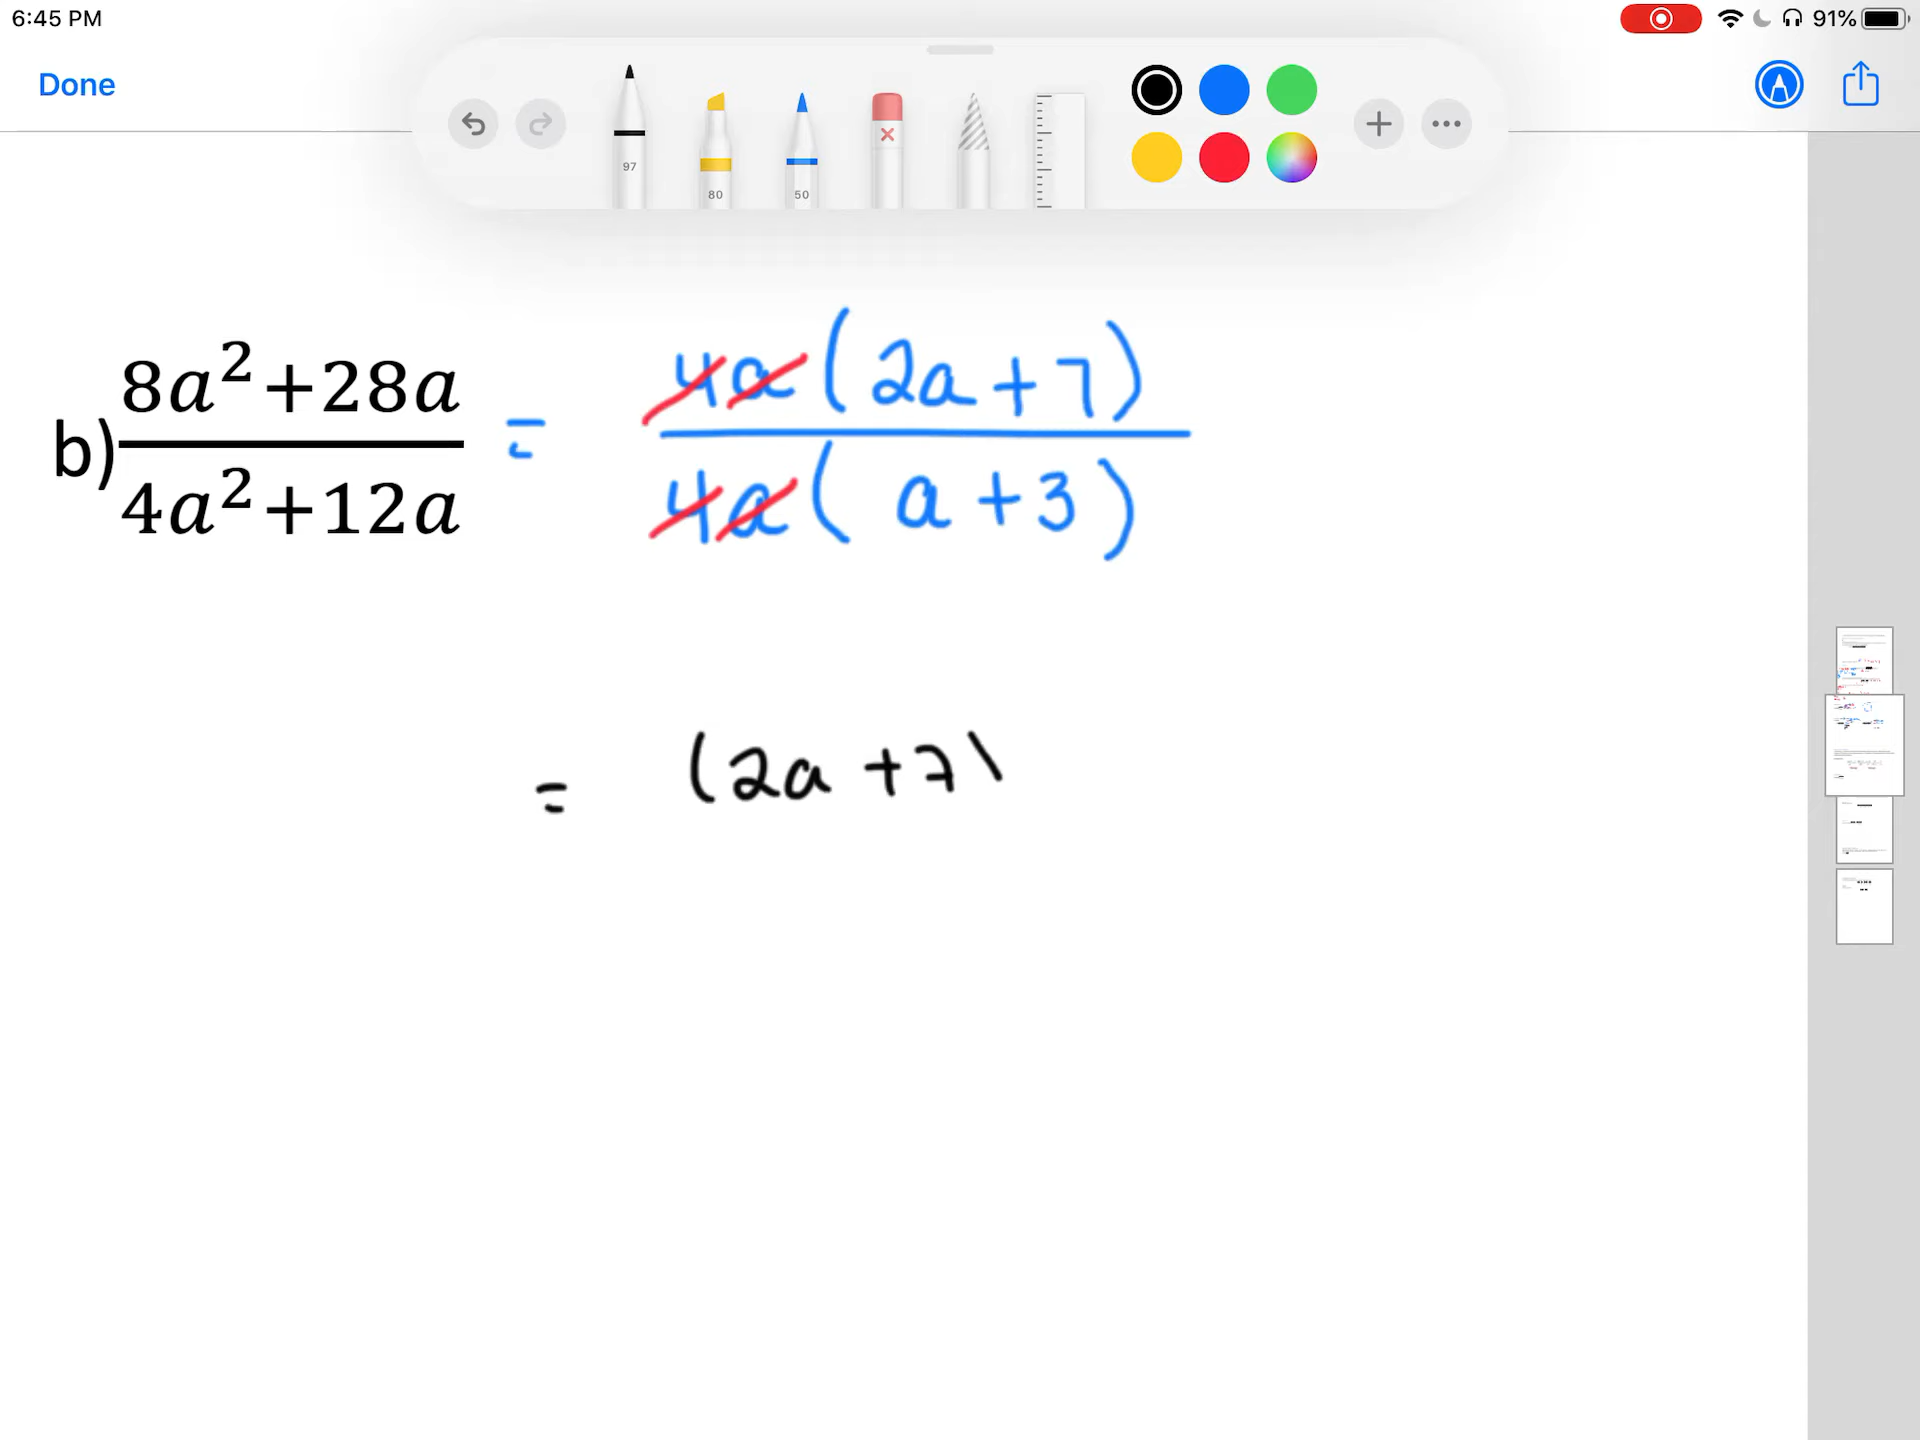 6:45 PM
91%
Done
97
80
50
b) (8a²+28a)/(4a²+12a) = 4a(2a+7)/4a(a+3)
= (2a+7)